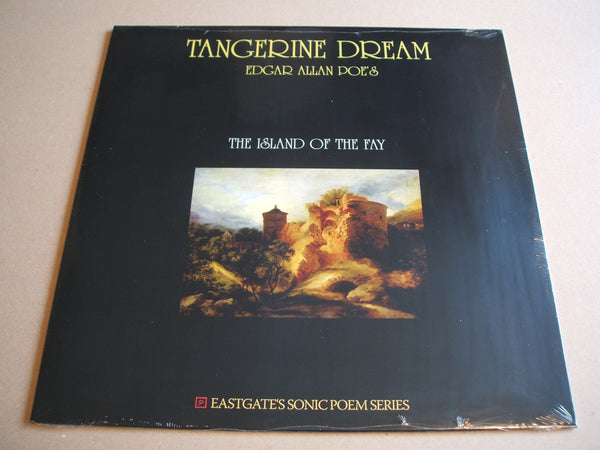 TANGERINE DREAM
EDGAR ALLAN POE'S
THE ISLAND OF THE FAY
EASTGATE'S SONIC POEM SERIES